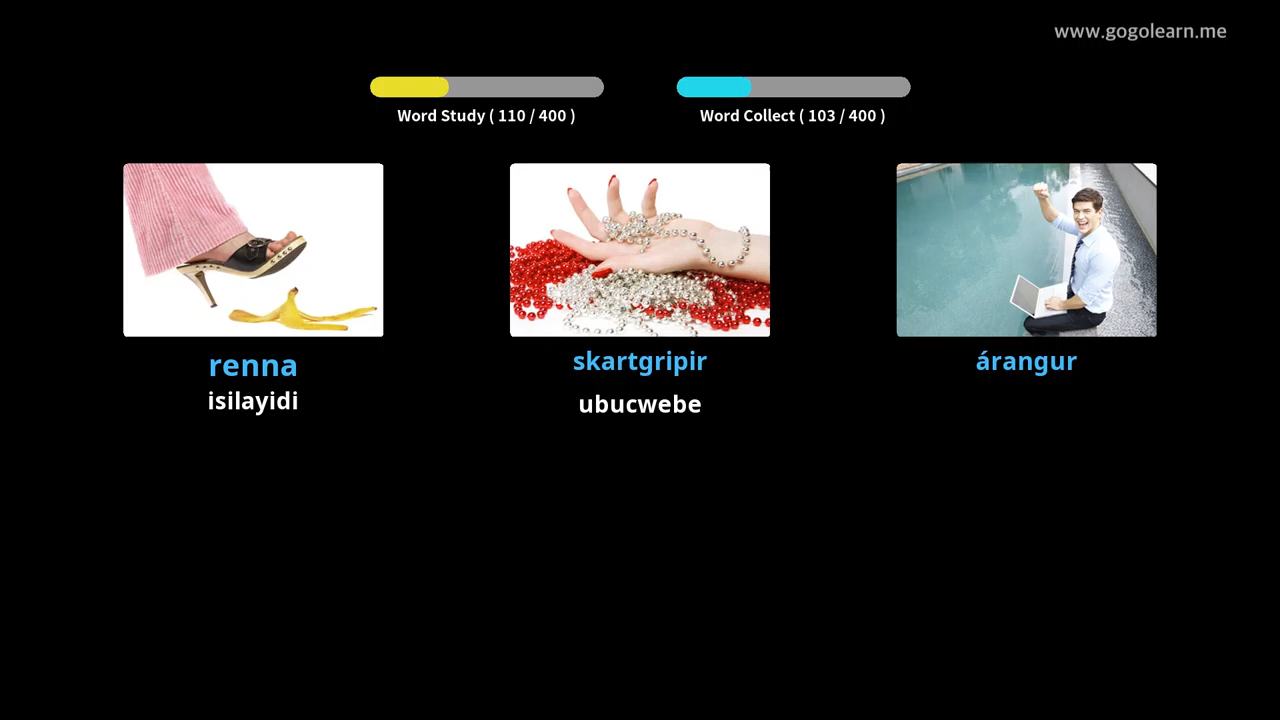 www.gogolearn.me
Word Study ( 110 / 400 )
Word Collect ( 103 / 400 )
renna
isilayidi
skartgripir
ubucwebe
árangur